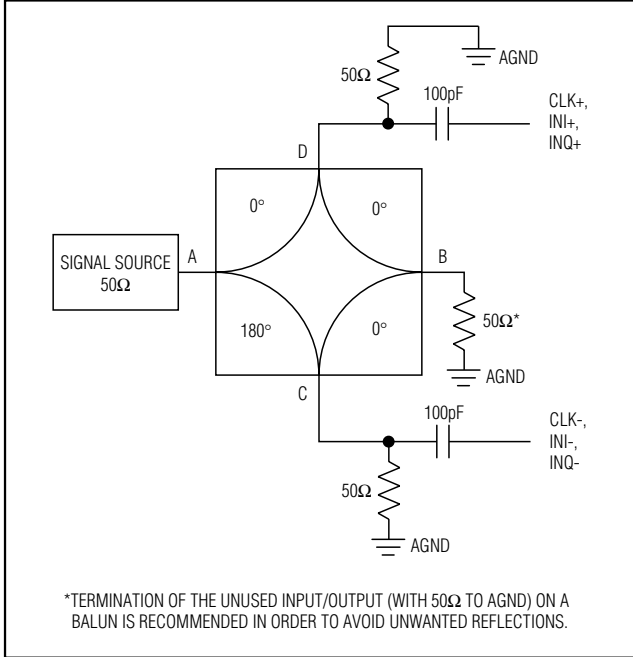 50Ω
AGND
100pF
CLK+,
INI+,
INQ+
D
0°
0°
SIGNAL SOURCE
50Ω
A
B
180°
0°
50Ω*
AGND
C
100pF
CLK-,
INI-,
INQ-
50Ω
AGND
*TERMINATION OF THE UNUSED INPUT/OUTPUT (WITH 50Ω TO AGND) ON A
BALUN IS RECOMMENDED IN ORDER TO AVOID UNWANTED REFLECTIONS.